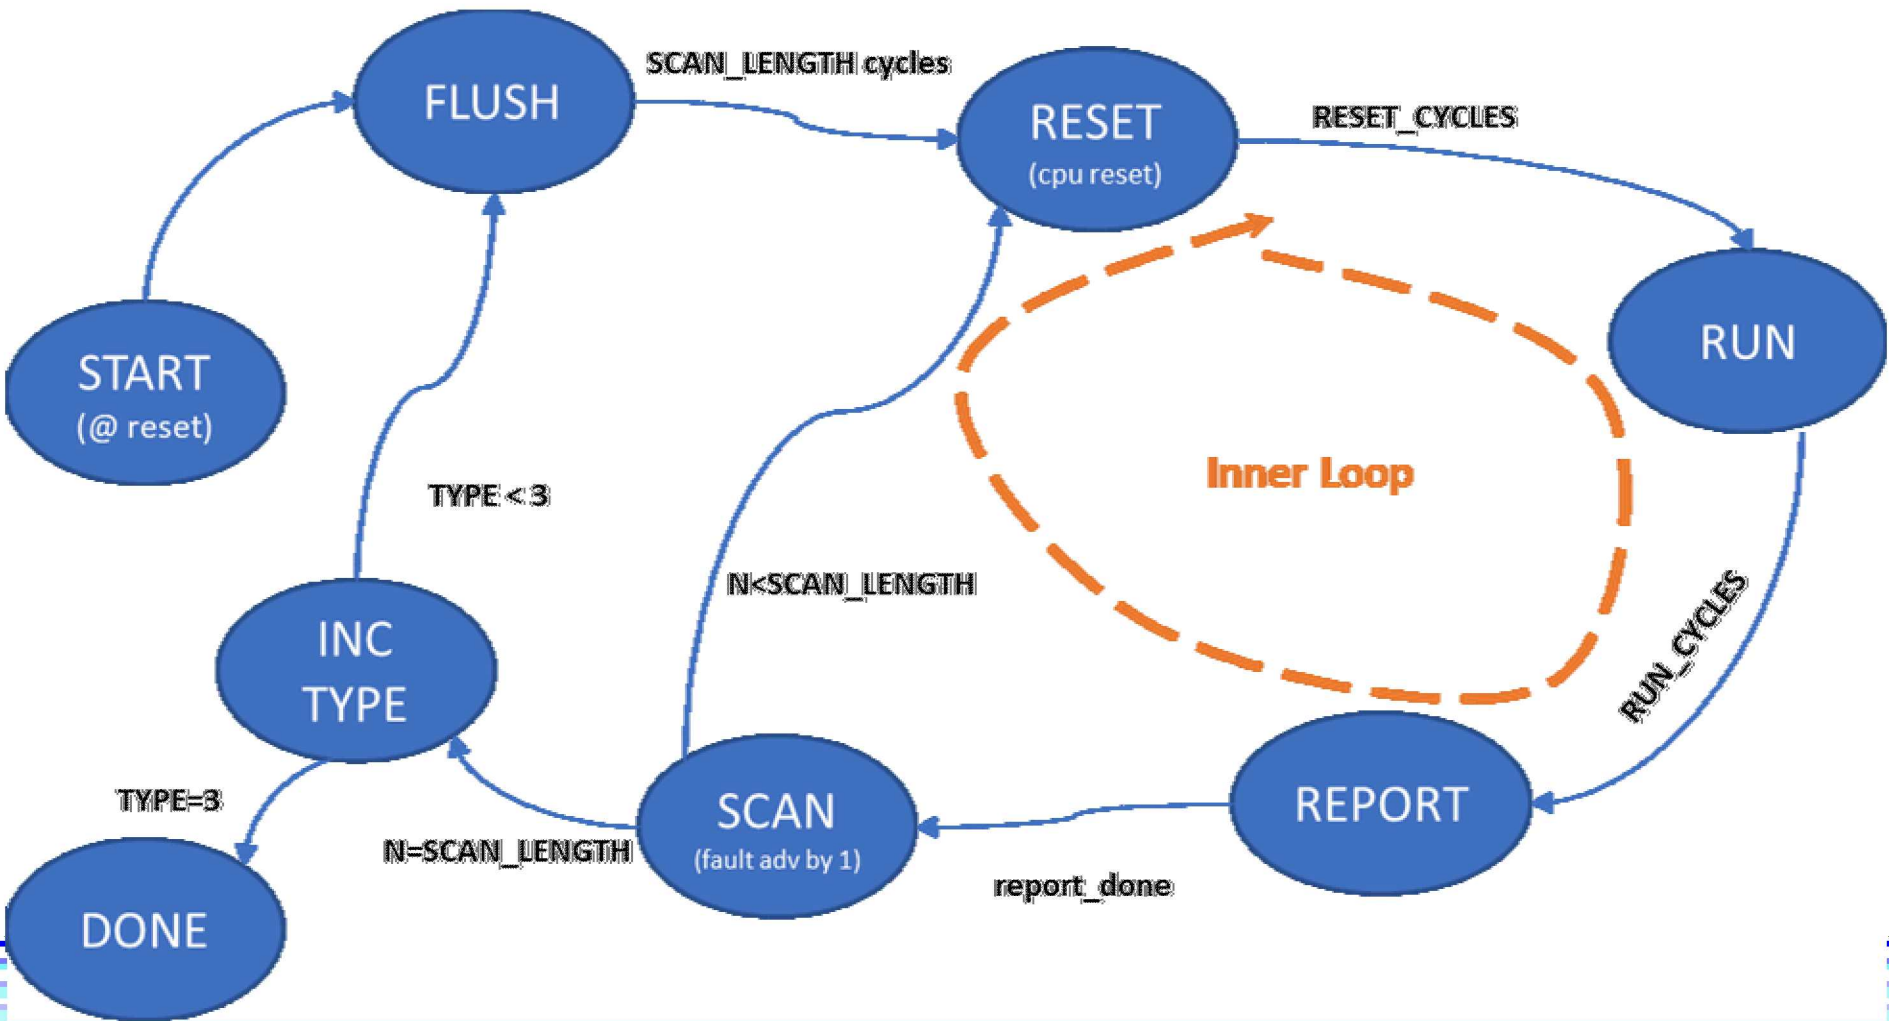 FLUSH
SCAN_LENGTH cycles
RESET
(cpu reset)
RESET_CYCLES
START
(@ reset)
RUN
TYPE < 3
Inner Loop
N<SCAN_LENGTH
RUN_CYCLES
INC
TYPE
TYPE=3
N=SCAN_LENGTH
SCAN
(fault adv by 1)
report_done
REPORT
DONE